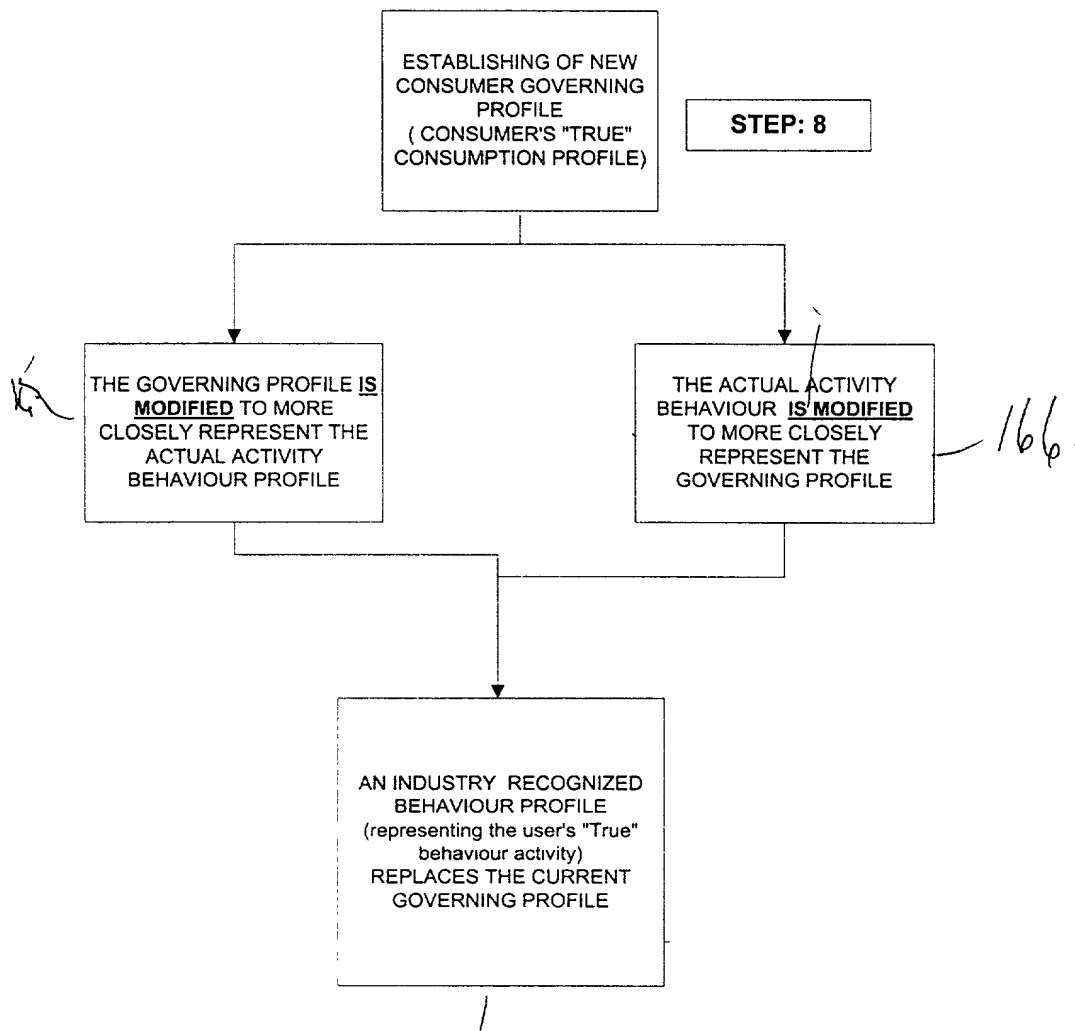 ESTABLISHING OF NEW
CONSUMER GOVERNING
PROFILE
( CONSUMER'S "TRUE"
CONSUMPTION PROFILE)
STEP: 8
THE GOVERNING PROFILE IS
MODIFIED TO MORE
CLOSELY REPRESENT THE
ACTUAL ACTIVITY
BEHAVIOUR PROFILE
THE ACTUAL ACTIVITY
BEHAVIOUR IS MODIFIED
TO MORE CLOSELY
REPRESENT THE
GOVERNING PROFILE
166
AN INDUSTRY RECOGNIZED
BEHAVIOUR PROFILE
(representing the user's "True"
behaviour activity)
REPLACES THE CURRENT
GOVERNING PROFILE